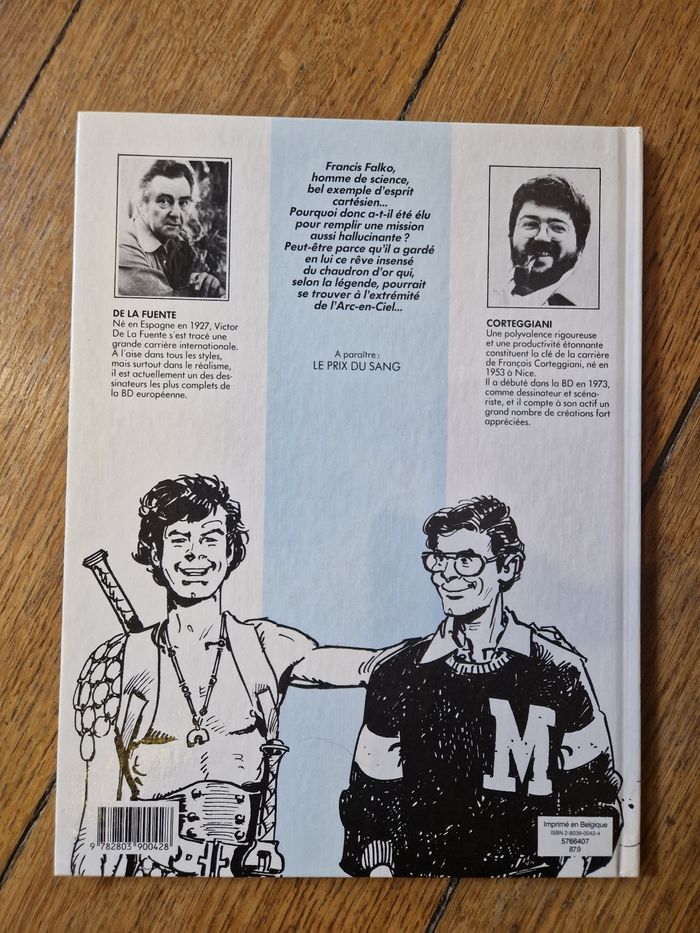 Francis Falko,
homme de science,
bel exemple d'esprit
cartésien...
Pourquoi donc a-t-il été élu
pour remplir une mission
aussi hallucinante ?
Peut-être parce qu'il a gardé
en lui ce rêve insensé
du chaudron d'or qui,
selon la légende, pourrait
se trouver à l'extrémité
de l'Arc-en-Ciel...
A paraître :
LE PRIX DU SANG
DE LA FUENTE
Né en Espagne en 1927, Victor
De La Fuente s'est tracé une
grande carrière internationale.
À l'aise dans tous les styles,
mais surtout dans le réalisme,
il est actuellement un des des-
sinateurs les plus complets de
la BD européenne.
CORTEGGIANI
Une polyvalence rigoureuse
et une productivité étonnante
constituent la clé de la carrière
de François Corteggiani, né en
1953 à Nice.
Il a débuté dans la BD en 1973,
comme dessinateur et scéna-
riste, et il compte à son actif un
grand nombre de créations fort
appréciées.
M
9 782803 900428
Imprimé en Belgique
ISBN 2-8039-0042-4
5766407
879